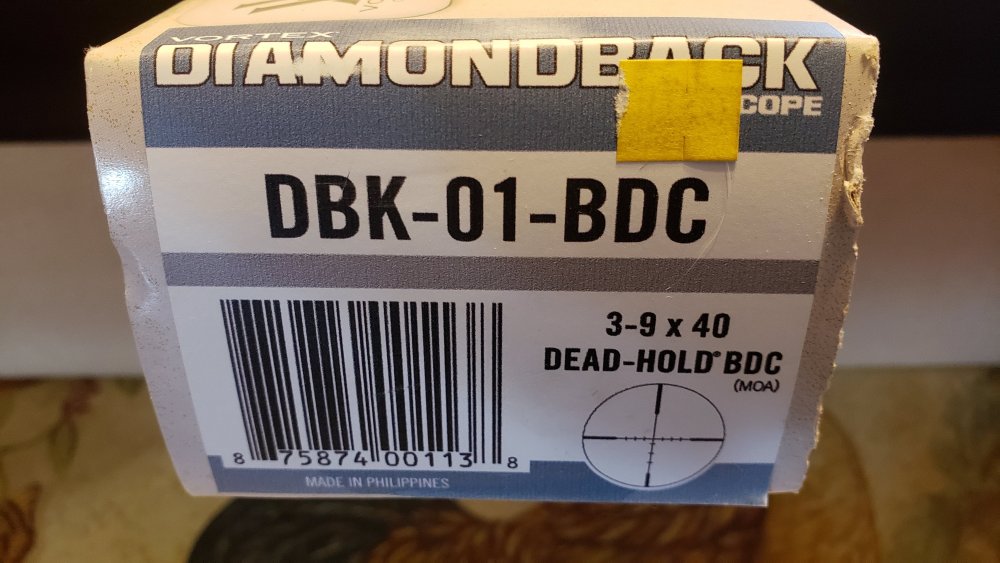 VORTEX
DIAMONDBACK
COPE
DBK-01-BDC
3-9 x 40
DEAD-HOLD® BDC
(MOA)
8 75874 00113 8
MADE IN PHILIPPINES